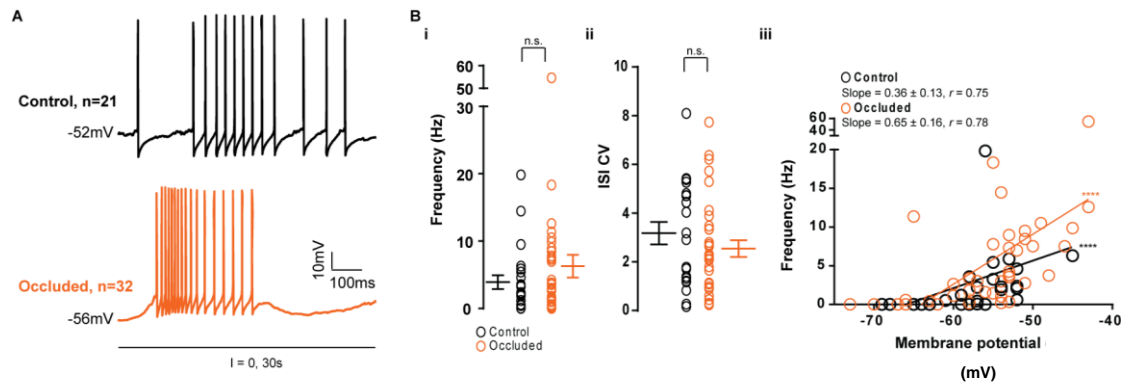 A
Control, n=21
-52mV
Occluded, n=32
-56mV
10mV
100ms
I = 0, 30s
B
i
n.s.
60
50
30
20
10
0
Frequency (Hz)
Control
Occluded
ii
n.s.
10
8
6
4
2
0
ISI CV
iii
Control
Slope = 0.36 ± 0.13, r = 0.75
Occluded
Slope = 0.65 ± 0.16, r = 0.78
60
40
20
15
10
5
0
Frequency (Hz)
****
****
-70 -60 -50 -40
Membrane potential
(mV)